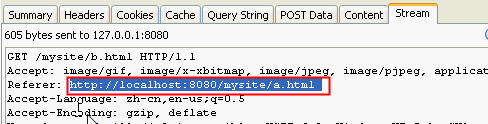 Summary Headers Cookies Cache Query String POST Data Content Stream
605 bytes sent to 127.0.0.1:8080
GET /mysite/b.html HTTP/1.1
Accept: image/gif, image/x-xbitmap, image/jpeg, image/pjpeg, applicat
Referer: http://localhost:8080/mysite/a.html
Accept-Language: zh-cn,en-us;q=0.5
Accept-Encoding: gzip, deflate